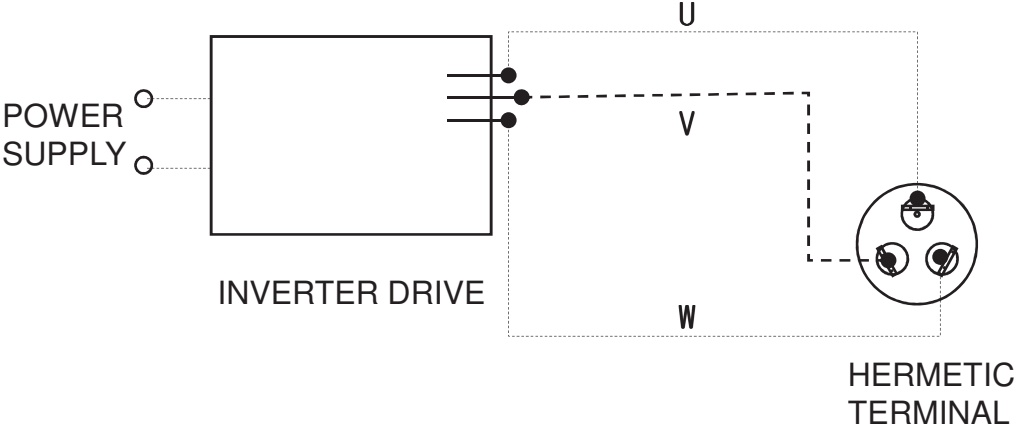 U
POWER
SUPPLY
V
INVERTER DRIVE
W
HERMETIC
TERMINAL